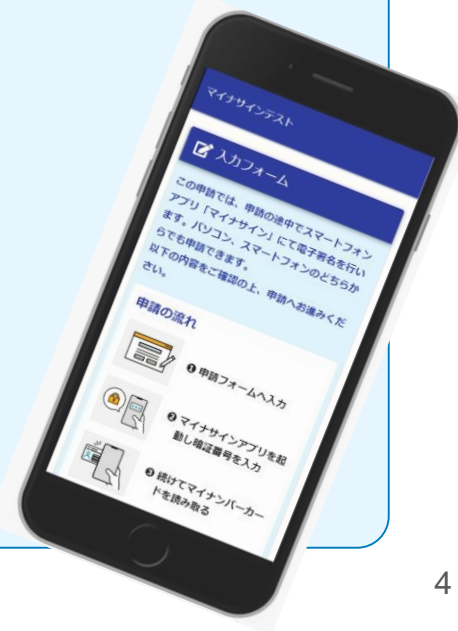 マイナサインテスト
入力フォーム
この申請では、申請の途中でスマートフォン
アプリ「マイナサイン」にて電子署名を行い
ます。パソコン、スマートフォンのどちらか
らでも申請できます。
以下の内容をご確認の上、申請へお進みくだ
さい。
申請の流れ
❶ 申請フォームへ入力
❷ マイナサインアプリを起
動し暗証番号を入力
❸ 続けてマイナンバーカー
ドを読み取る
4